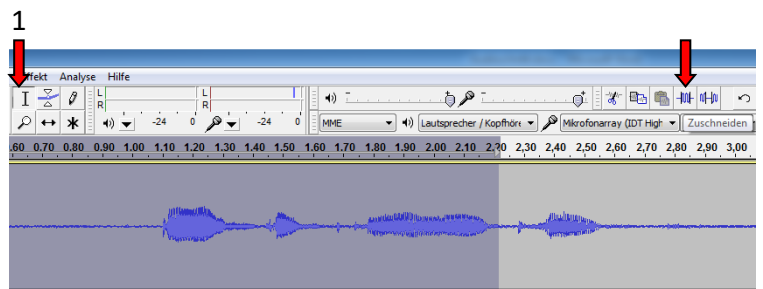 1
ffekt Analyse Hilfe
L L
R R
-24 0 -24 0 MME Lautsprecher / Kopfhöre Mikrofonarray (IDT High Zuschneiden
.60 0.70 0.80 0.90 1.00 1.10 1.20 1.30 1.40 1.50 1.60 1.70 1.80 1.90 2.00 2.10 2,20 2,30 2,40 2,50 2,60 2,70 2,80 2,90 3,00